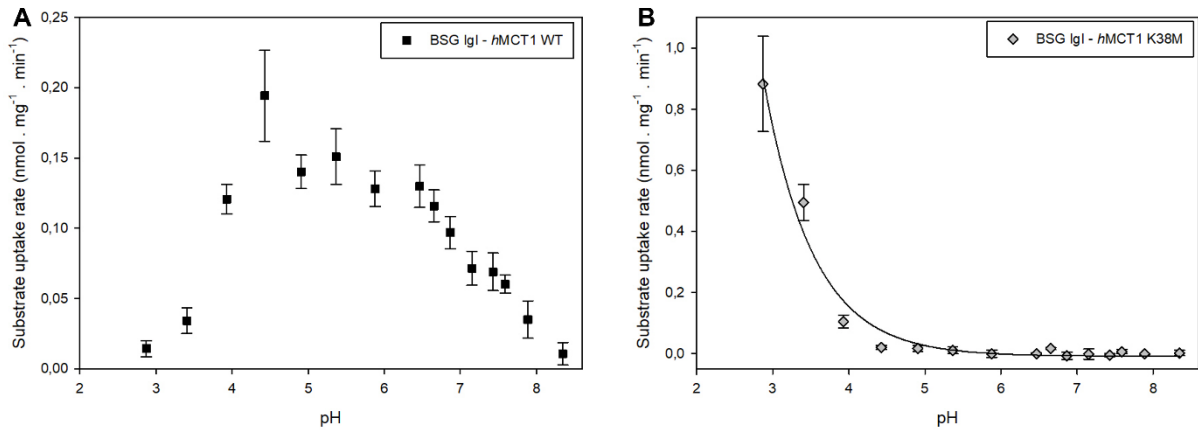 A
BSG IgI - hMCT1 WT
Substrate uptake rate (nmol . mg⁻¹ . min⁻¹)
0,25
0,20
0,15
0,10
0,05
0,00
2 3 4 5 6 7 8
pH
B
BSG IgI - hMCT1 K38M
Substrate uptake rate (nmol . mg⁻¹ . min⁻¹)
1,0
0,8
0,6
0,4
0,2
0,0
2 3 4 5 6 7 8
pH